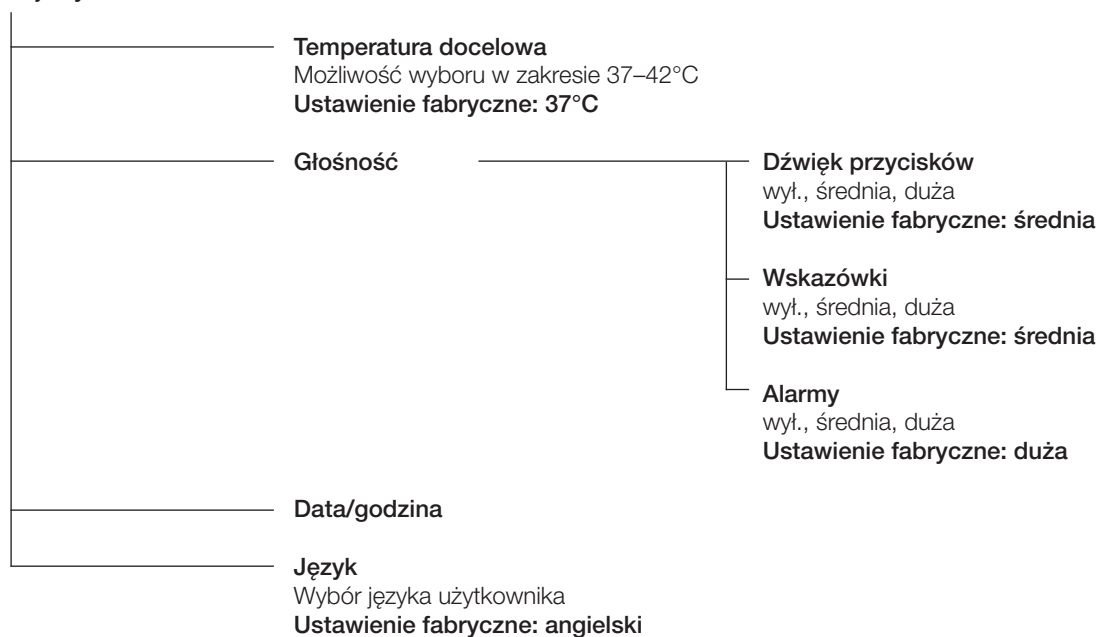 Temperatura docelowa
Możliwość wyboru w zakresie 37–42°C
Ustawienie fabryczne: 37°C
Głośność
Dźwięk przycisków
wył., średnia, duża
Ustawienie fabryczne: średnia
Wskazówki
wył., średnia, duża
Ustawienie fabryczne: średnia
Alarmy
wył., średnia, duża
Ustawienie fabryczne: duża
Data/godzina
Język
Wybór języka użytkownika
Ustawienie fabryczne: angielski